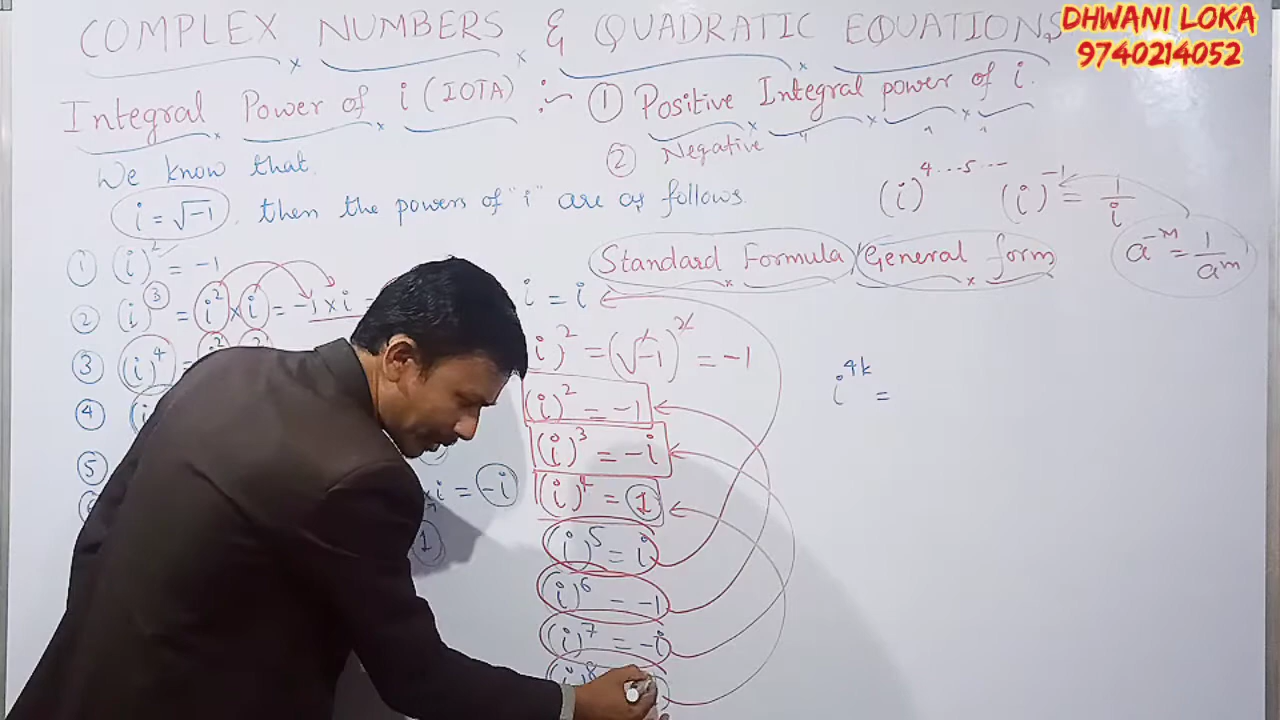 COMPLEX NUMBERS & QUADRATIC EQUATIONS
DHWANI LOKA
9740214052
Integral Power of i (IOTA) :- ① Positive Integral power of i.
② Negative
We know that
i = √-1, then the powers of "i" are as follows.
(i)^4...5... (i)^-1 = 1/i
a^-m = 1/a^m
Standard Formula/General form
① (i)^2 = -1
② (i)^3 = i^2 × i = -1 × i =
③ (i)^4
④
⑤
i = i
(i)^2 = (√-1)^2 = -1
(i)^2 = -1
(i)^3 = -i
(i)^4 = 1
(i)^5 = i
(i)^6 = -1
(i)^7 = -i
(i)^8
×i = -i
1
i^4k =